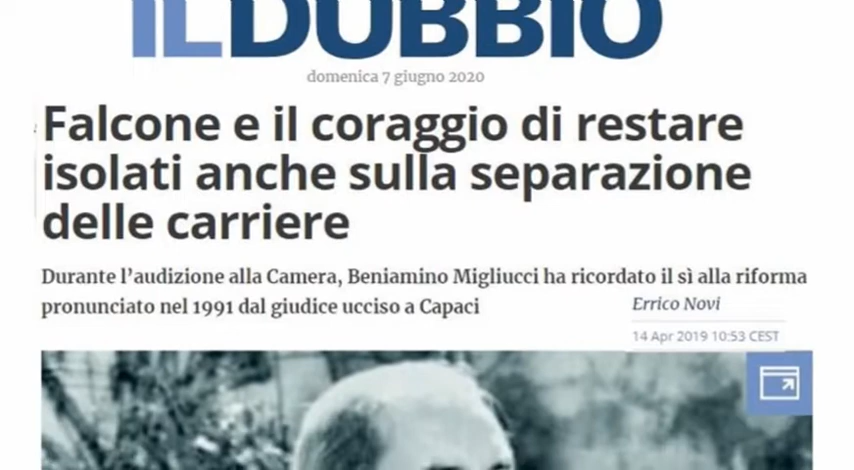 IL DUBBIO
domenica 7 giugno 2020
Falcone e il coraggio di restare
isolati anche sulla separazione
delle carriere
Durante l'audizione alla Camera, Beniamino Migliucci ha ricordato il sì alla riforma
pronunciato nel 1991 dal giudice ucciso a Capaci
Errico Novi
14 Apr 2019 10:53 CEST